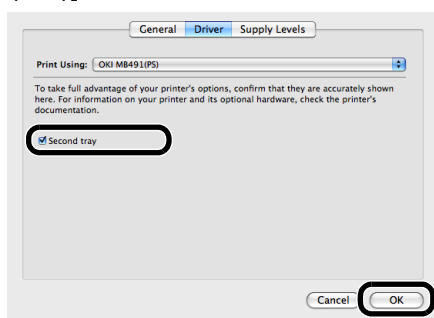 General Driver Supply Levels
Print Using: OKI MB491(PS)
To take full advantage of your printer's options, confirm that they are accurately shown
here. For information on your printer and its optional hardware, check the printer's
documentation.
Second tray
Cancel OK